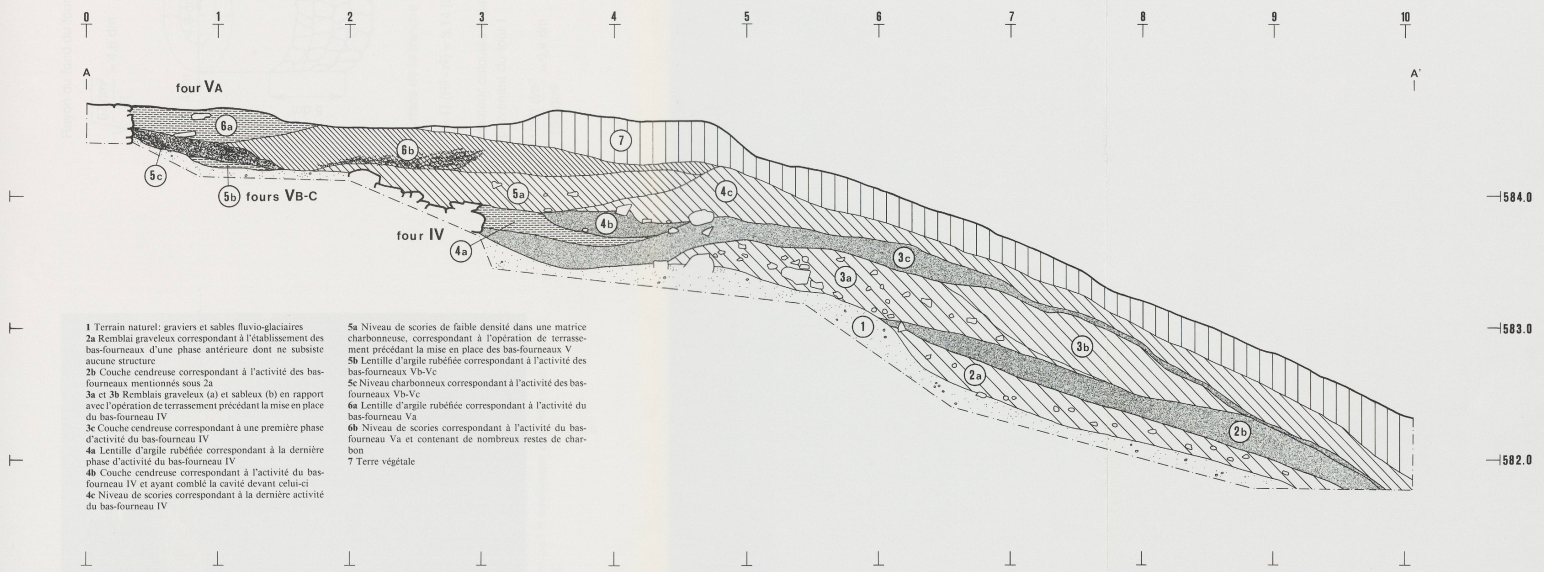 0 1 2 3 4 5 6 7 8 9 10
A A'
four VA
6a
7
6b
5c
5b fours VB-C
5a
4c
584.0
4b
four IV
4a
3c
3a
1
583.0
3b
2a
2b
582.0
1 Terrain naturel: graviers et sables fluvio-glaciaires
2a Remblai graveleux correspondant à l'établissement des
bas-fourneaux d'une phase antérieure dont ne subsiste
aucune structure
2b Couche cendreuse correspondant à l'activité des bas-
fourneaux mentionnés sous 2a
3a et 3b Remblais graveleux (a) et sableux (b) en rapport
avec l'opération de terrassement précédant la mise en place
du bas-fourneau IV
3c Couche cendreuse correspondant à une première phase
d'activité du bas-fourneau IV
4a Lentille d'argile rubéfiée correspondant à la dernière
phase d'activité du bas-fourneau IV
4b Couche cendreuse correspondant à l'activité du bas-
fourneau IV et ayant comblé la cavité devant celui-ci
4c Niveau de scories correspondant à la dernière activité
du bas-fourneau IV
5a Niveau de scories de faible densité dans une matrice
charbonneuse, correspondant à l'opération de terrasse-
ment précédant la mise en place des bas-fourneaux V
5b Lentille d'argile rubéfiée correspondant à l'activité des
bas-fourneaux Vb-Vc
5c Niveau charbonneux correspondant à l'activité des bas-
fourneaux Vb-Vc
6a Lentille d'argile rubéfiée correspondant à l'activité du
bas-fourneau Va
6b Niveau de scories correspondant à l'activité du bas-
fourneau Va et contenant de nombreux restes de char-
bon
7 Terre végétale